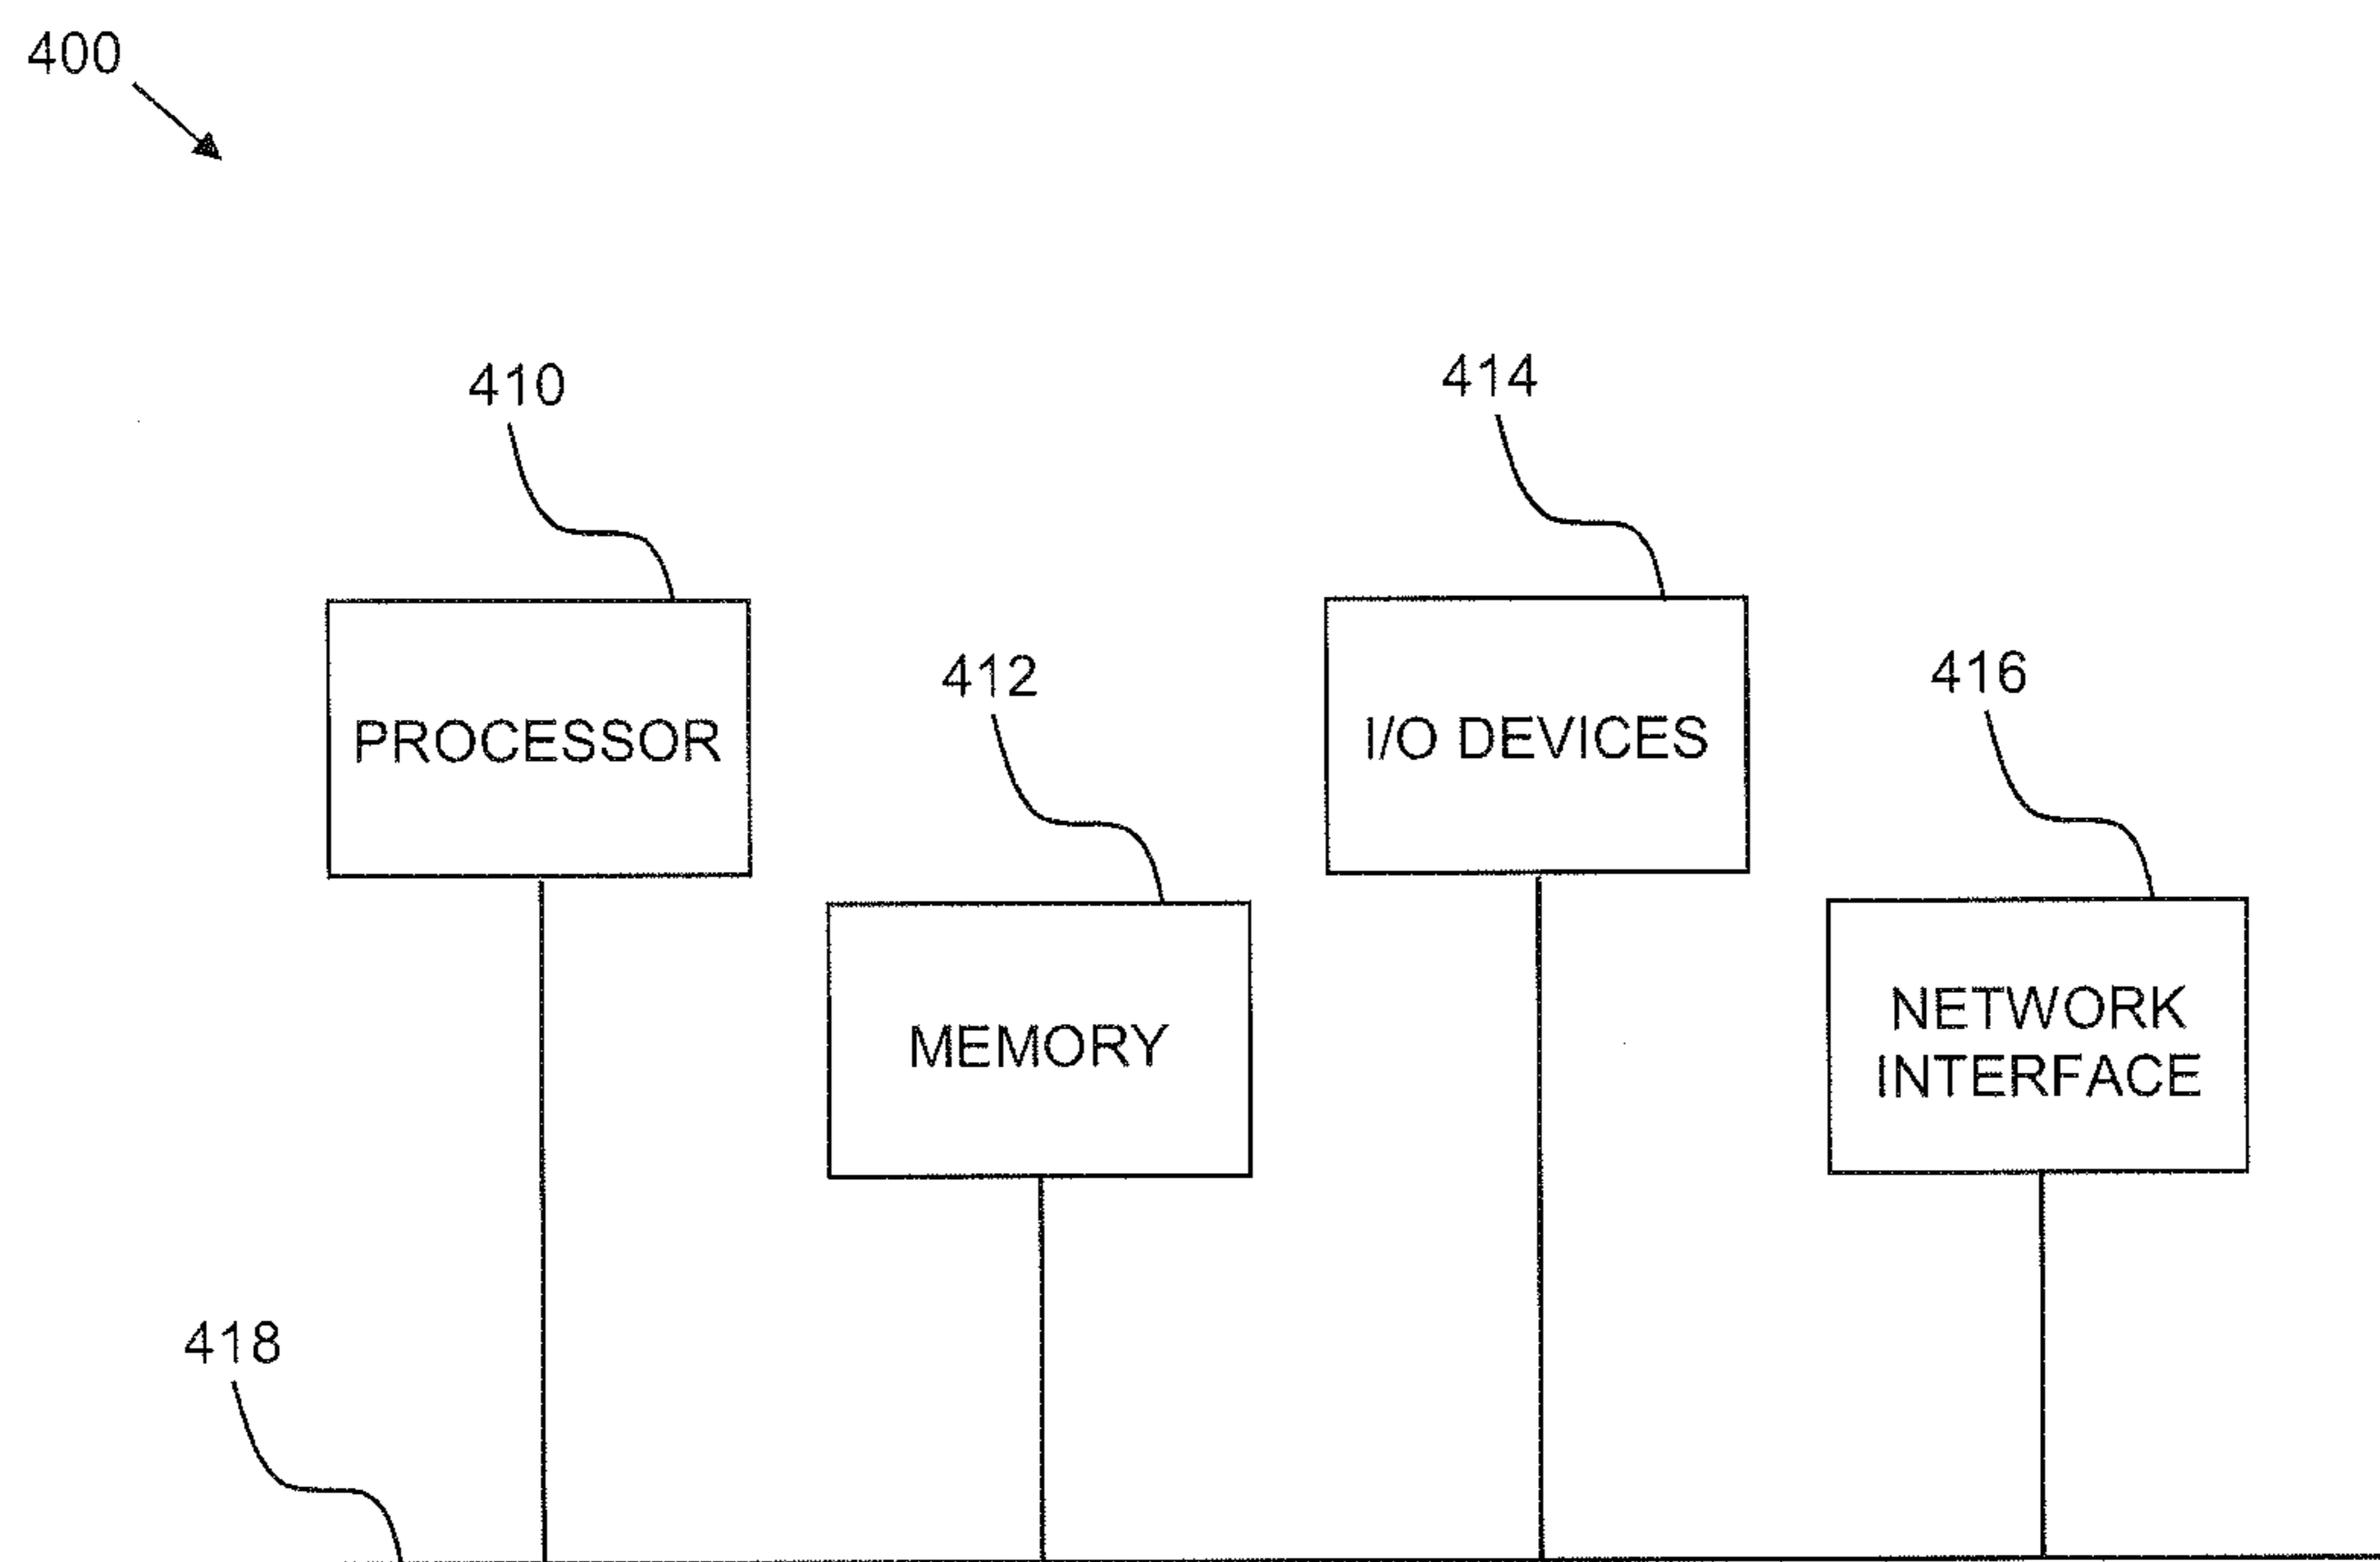 400
410
414
412
416
PROCESSOR
I/O DEVICES
MEMORY
NETWORK
INTERFACE
418